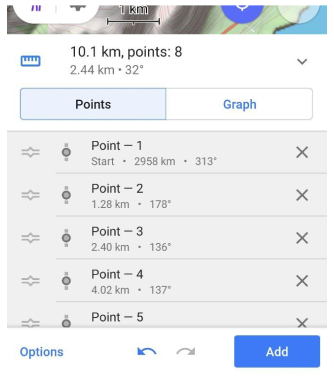 1 km
10.1 km, points: 8
2.44 km • 32°
Points
Graph
Point – 1
Start • 2958 km • 313°
Point – 2
1.28 km • 178°
Point – 3
2.40 km • 136°
Point – 4
4.02 km • 137°
Point – 5
Options
Add